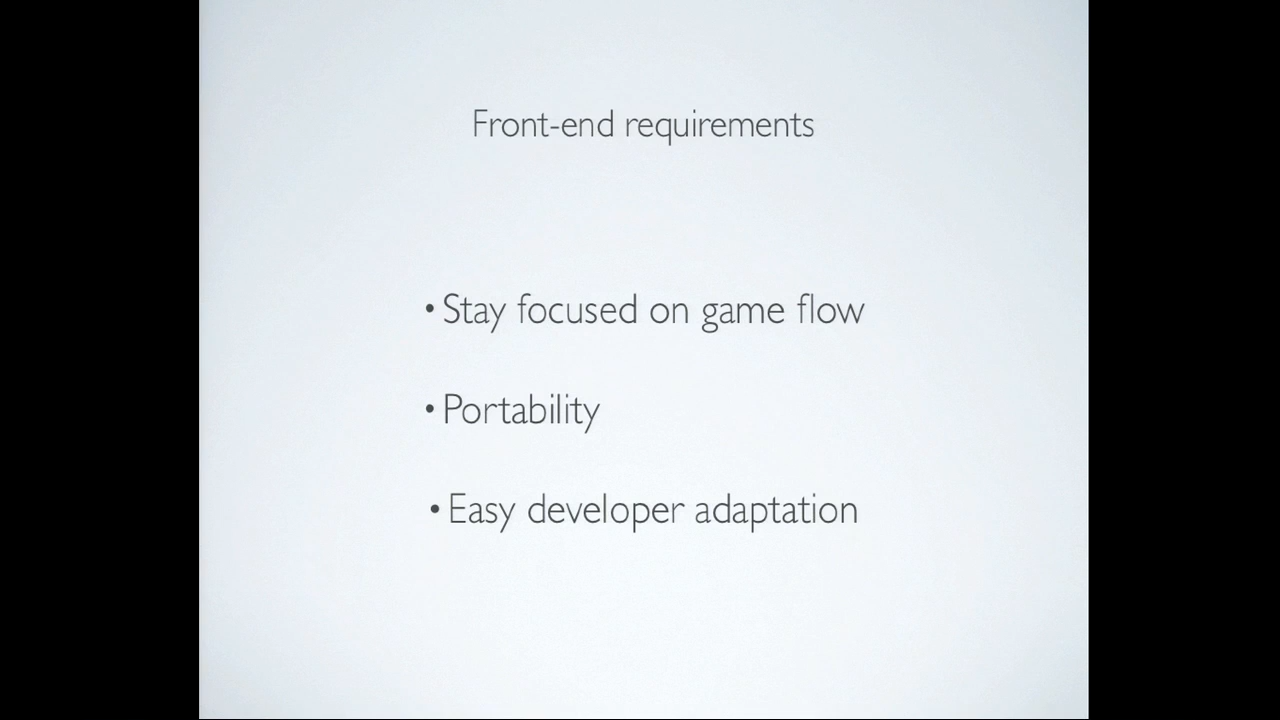 Front-end requirements
• Stay focused on game flow
• Portability
• Easy developer adaptation